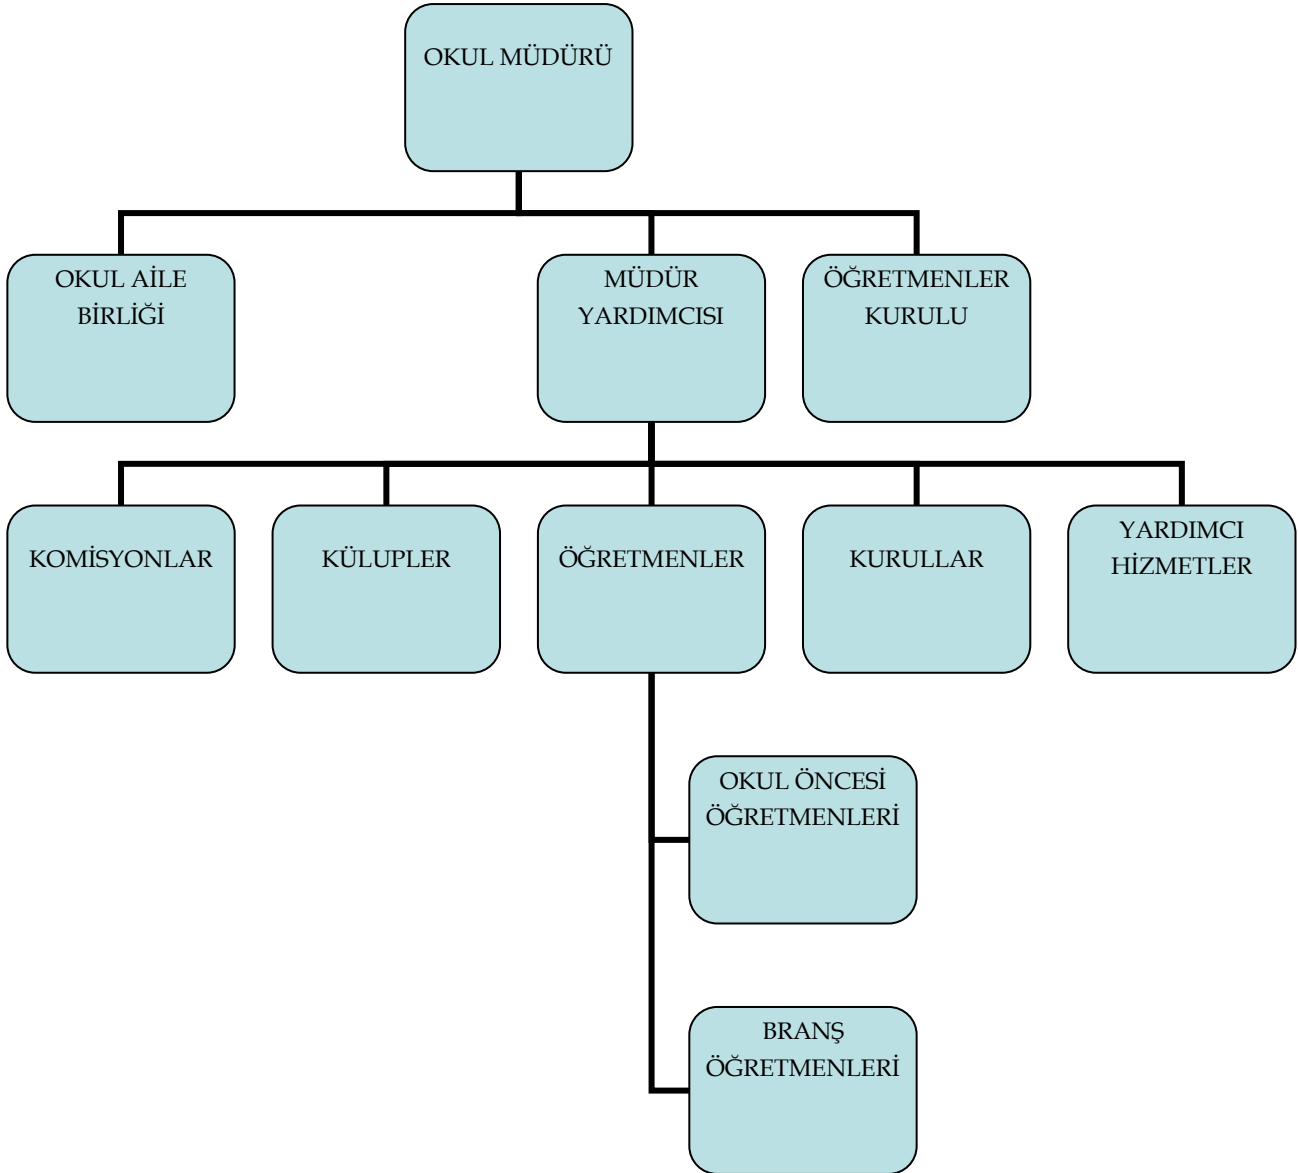 OKUL MÜDÜRÜ
OKUL AİLE
BİRLİĞİ
MÜDÜR
YARDIMCISI
ÖĞRETMENLER
KURULU
KOMİSYONLAR
KÜLUPLER
ÖĞRETMENLER
KURULLAR
YARDIMCI
HİZMETLER
OKUL ÖNCESİ
ÖĞRETMENLERİ
BRANŞ
ÖĞRETMENLERİ